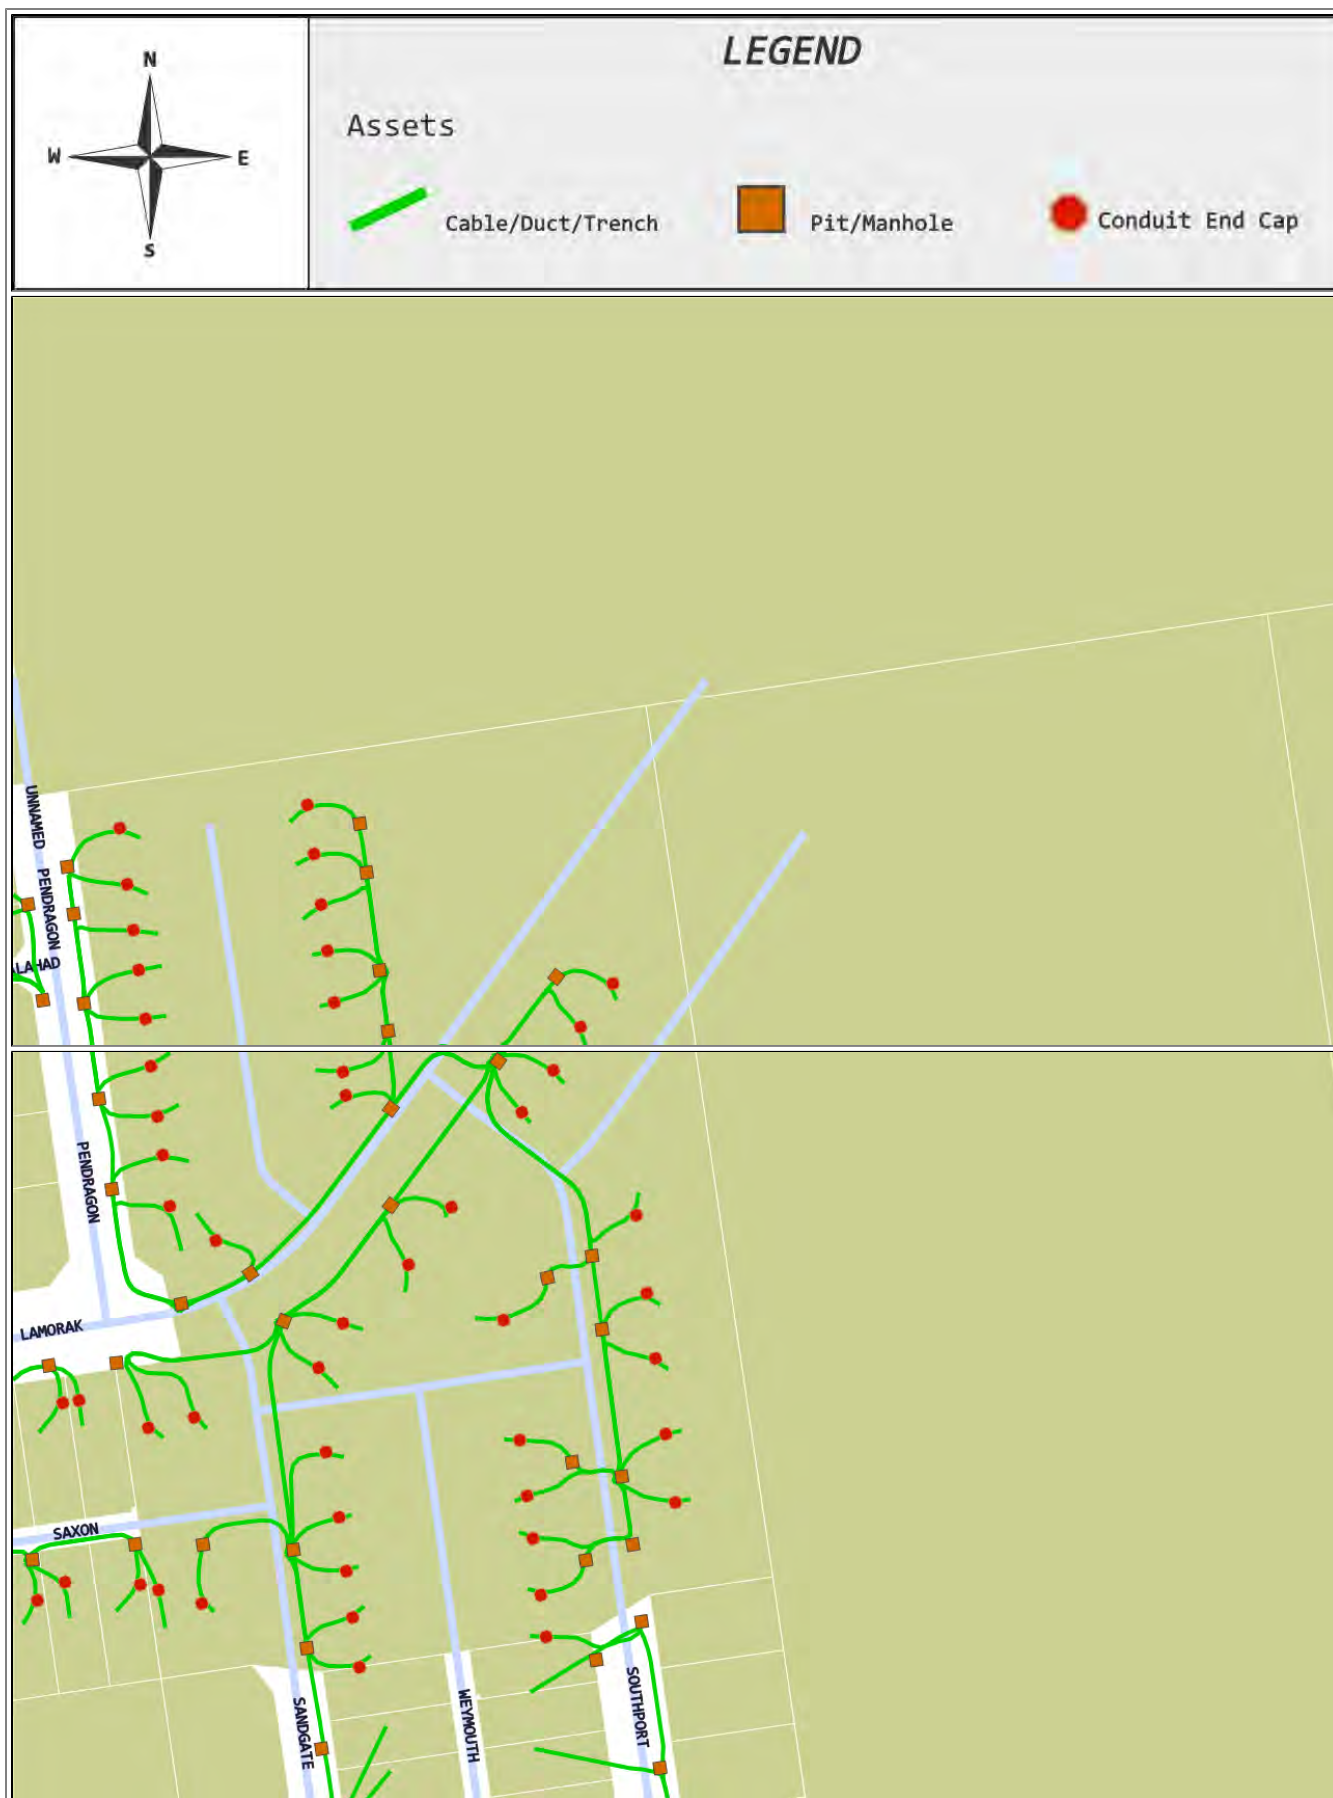 LEGEND
N
W E
S
Assets
Cable/Duct/Trench
Pit/Manhole
Conduit End Cap
UNNAMED
PENDRAGON
PENDRAGON
LAMORAK
SAXON
SANDGATE
WEYMOUTH
SOUTHPORT